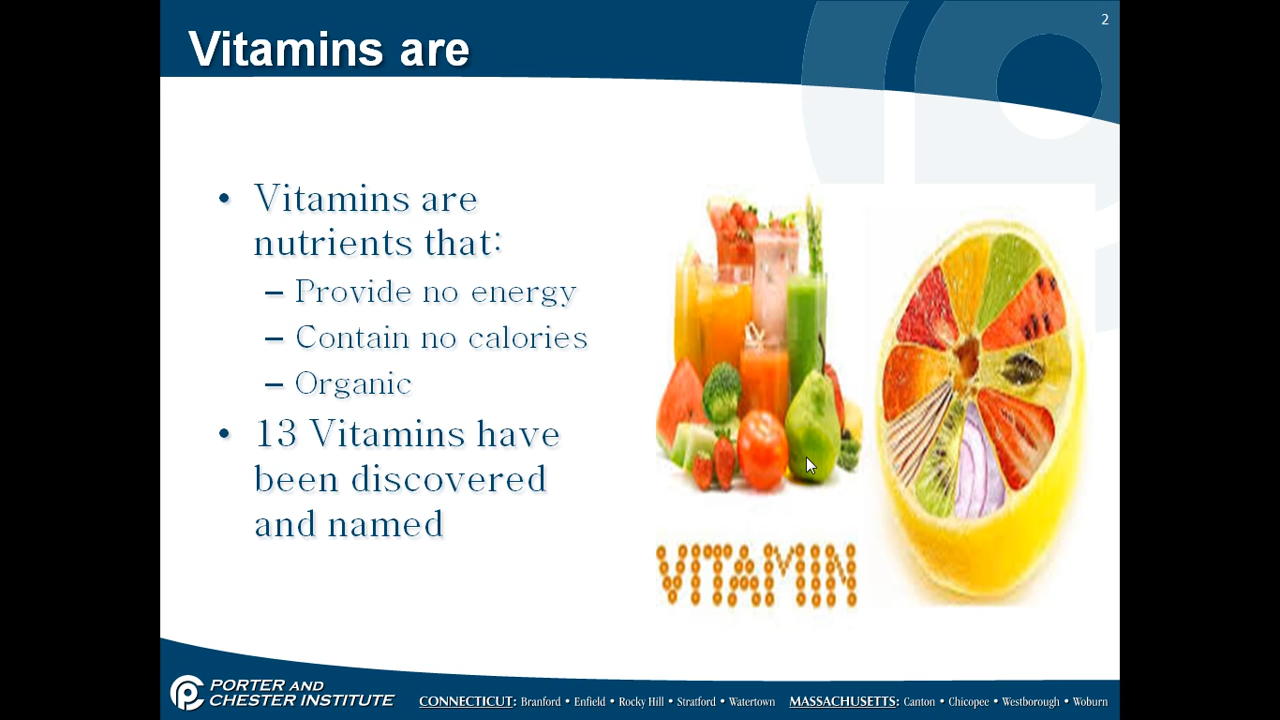 2
Vitamins are
• Vitamins are
nutrients that:
– Provide no energy
– Contain no calories
– Organic
• 13 Vitamins have
been discovered
and named
VITAMIN
PORTER AND
CHESTER INSTITUTE
CONNECTICUT: Branford • Enfield • Rocky Hill • Stratford • Watertown MASSACHUSETTS: Canton • Chicopee • Westborough • Woburn